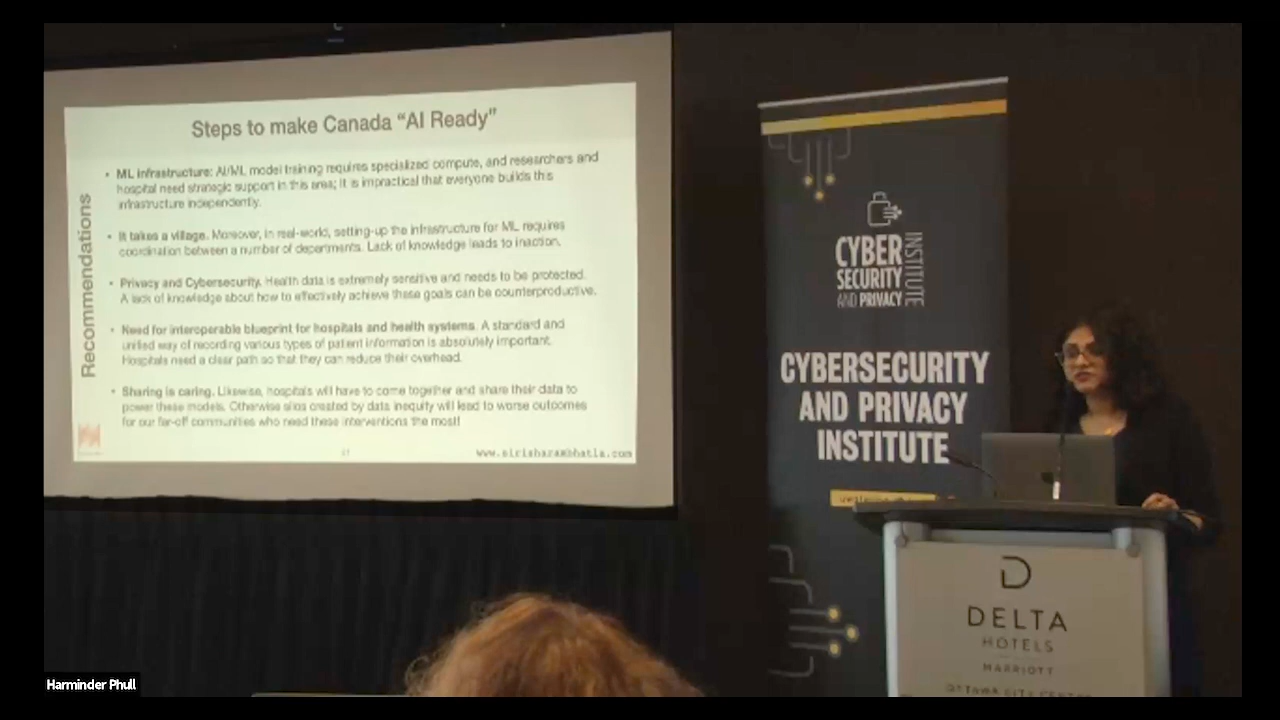 Steps to make Canada “AI Ready”
Recommendations
• ML infrastructure: AI/ML model training requires specialized compute, and researchers and
hospital need strategic support in this area; it is impractical that everyone builds this
infrastructure independently.
• It takes a village. Moreover, in real-world, setting-up the infrastructure for ML requires
coordination between a number of departments. Lack of knowledge leads to inaction.
• Privacy and Cybersecurity. Health data is extremely sensitive and needs to be protected.
A lack of knowledge about how to effectively achieve these goals can be counterproductive.
• Need for interoperable blueprint for hospitals and health systems. A standard and
unified way of recording various types of patient information is absolutely important.
Hospitals need a clear path so that they can reduce their overhead.
• Sharing is caring. Likewise, hospitals will have to come together and share their data to
power these models. Otherwise silos created by data inequity will lead to worse outcomes
for our far-off communities who need these interventions the most!
www.sirisharambhatla.com
CYBER
SECURITY
AND PRIVACY
INSTITUTE
CYBERSECURITY
AND PRIVACY
INSTITUTE
DELTA
HOTELS
MARRIOTT
OTTAWA CITY CENTRE
Harminder Phull